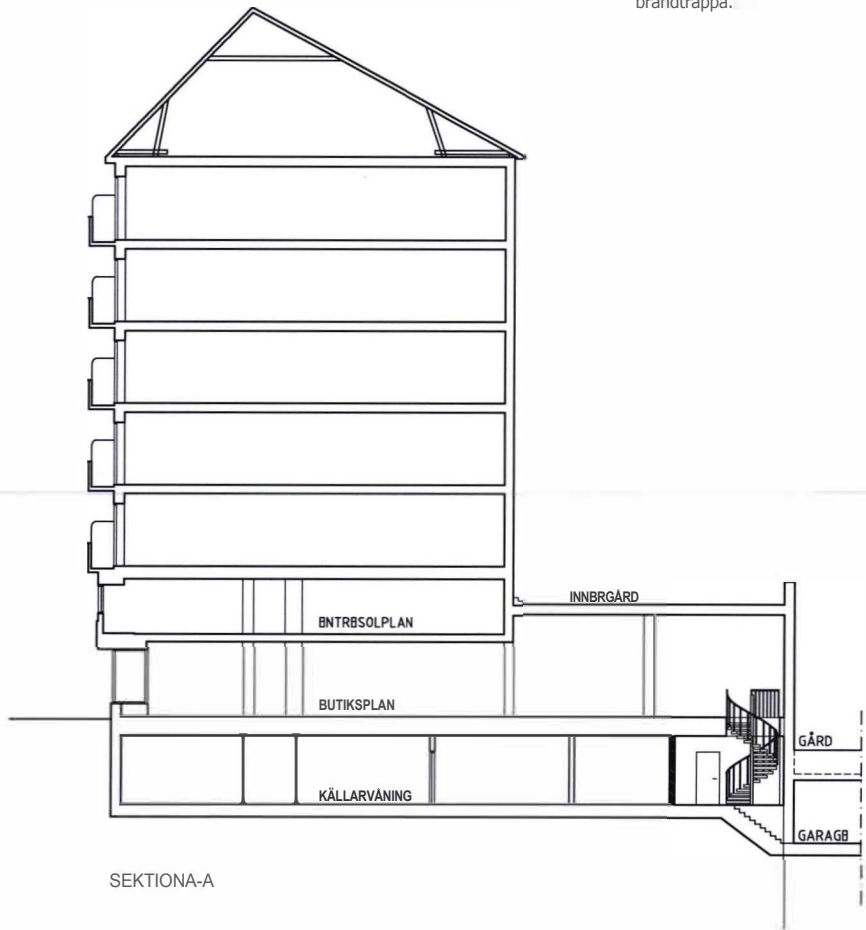 brandtrappa.
INNBRGÅRD
BNTRBSOLPLAN
BUTIKSPLAN
GÅRD
KÄLLARVÅNING
GARAGB
SEKTIONA-A